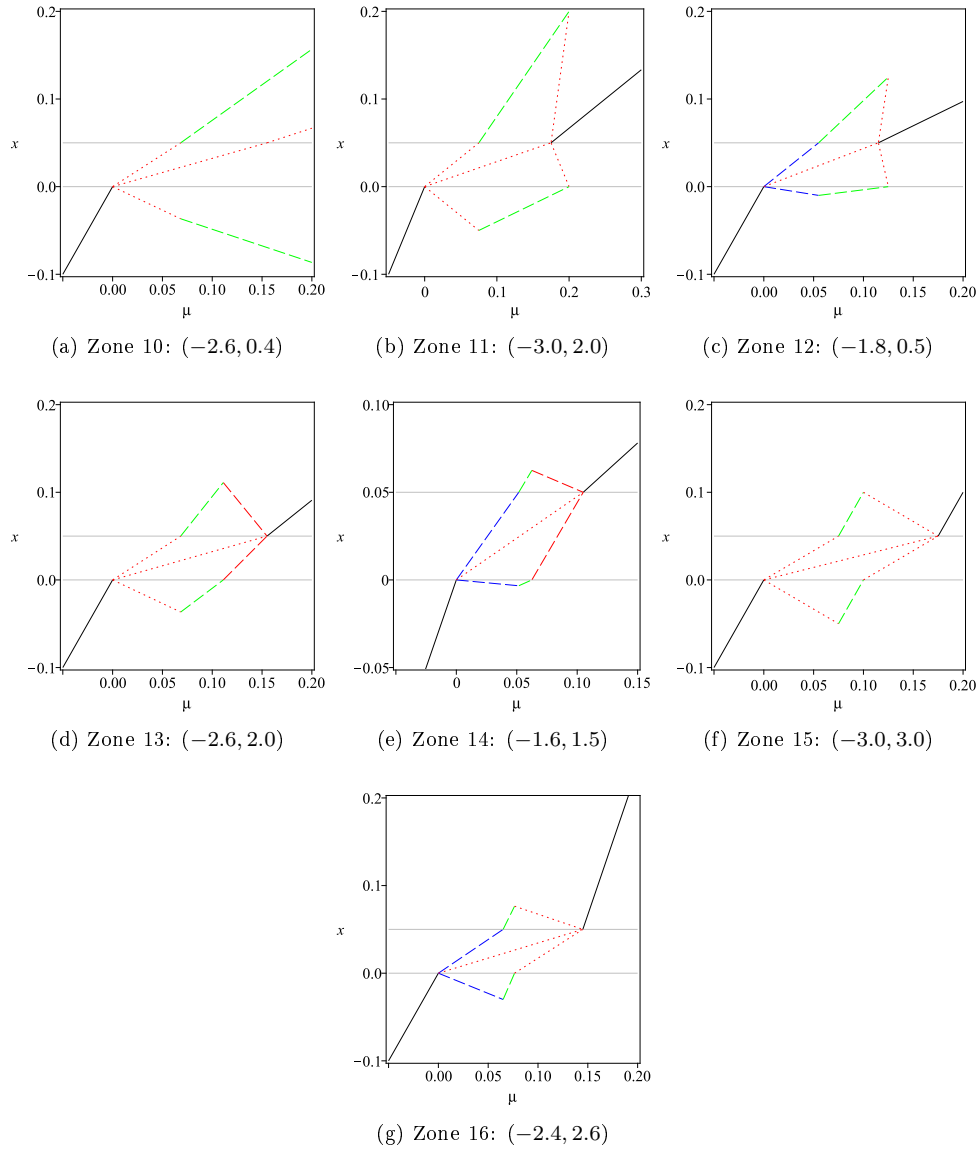 0.2
0.1
x
0.0
−0.1
0.00 0.05 0.10 0.15 0.20
μ
(a) Zone 10: (−2.6, 0.4)
0.2
0.1
x
0.0
−0.1
0 0.1 0.2 0.3
μ
(b) Zone 11: (−3.0, 2.0)
0.2
0.1
x
0.0
−0.1
0.00 0.05 0.10 0.15 0.20
μ
(c) Zone 12: (−1.8, 0.5)
0.2
0.1
x
0.0
−0.1
0.00 0.05 0.10 0.15 0.20
μ
(d) Zone 13: (−2.6, 2.0)
0.10
0.05
x
0
−0.05
0 0.05 0.10 0.15
μ
(e) Zone 14: (−1.6, 1.5)
0.2
0.1
x
0.0
−0.1
0.00 0.05 0.10 0.15 0.20
μ
(f) Zone 15: (−3.0, 3.0)
0.2
0.1
x
0.0
−0.1
0.00 0.05 0.10 0.15 0.20
μ
(g) Zone 16: (−2.4, 2.6)